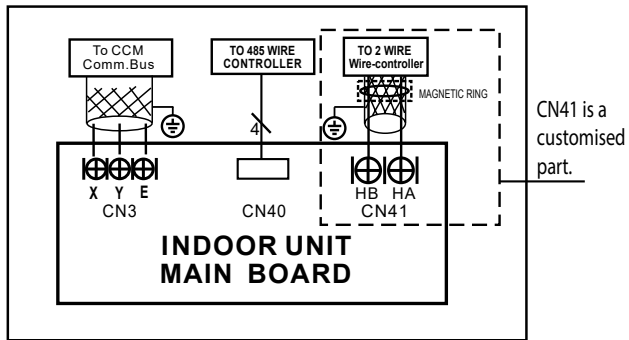 To CCM
Comm.Bus
TO 485 WIRE
CONTROLLER
TO 2 WIRE
Wire-controller
MAGNETIC RING
4
X Y E
CN3
CN40
HB HA
CN41
INDOOR UNIT
MAIN BOARD
CN41 is a
customised
part.